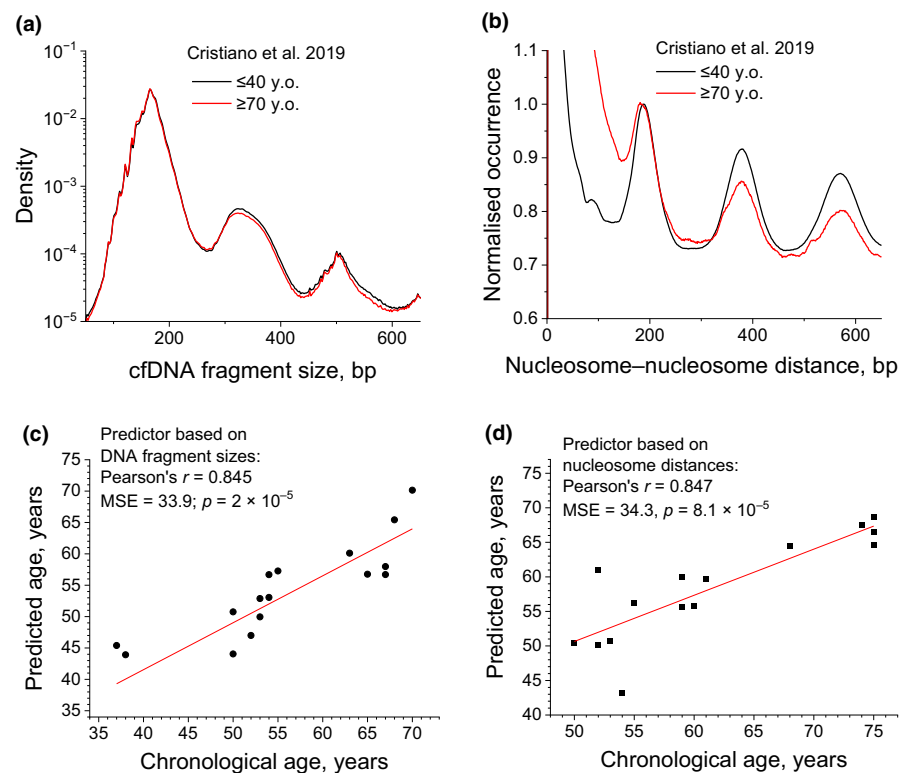 (a)
Cristiano et al. 2019
≤40 y.o.
≥70 y.o.
Density
10⁻¹
10⁻²
10⁻³
10⁻⁴
10⁻⁵
200 400 600
cfDNA fragment size, bp
(b)
Cristiano et al. 2019
≤40 y.o.
≥70 y.o.
Normalised occurrence
1.1
1.0
0.9
0.8
0.7
0.6
0 200 400 600
Nucleosome–nucleosome distance, bp
(c)
Predictor based on
DNA fragment sizes:
Pearson's r = 0.845
MSE = 33.9; p = 2 × 10⁻⁵
Predicted age, years
75
70
65
60
55
50
45
40
35
35 40 45 50 55 60 65 70
Chronological age, years
(d)
Predictor based on
nucleosome distances:
Pearson's r = 0.847
MSE = 34.3, p = 8.1 × 10⁻⁵
Predicted age, years
75
70
65
60
55
50
45
40
50 55 60 65 70 75
Chronological age, years